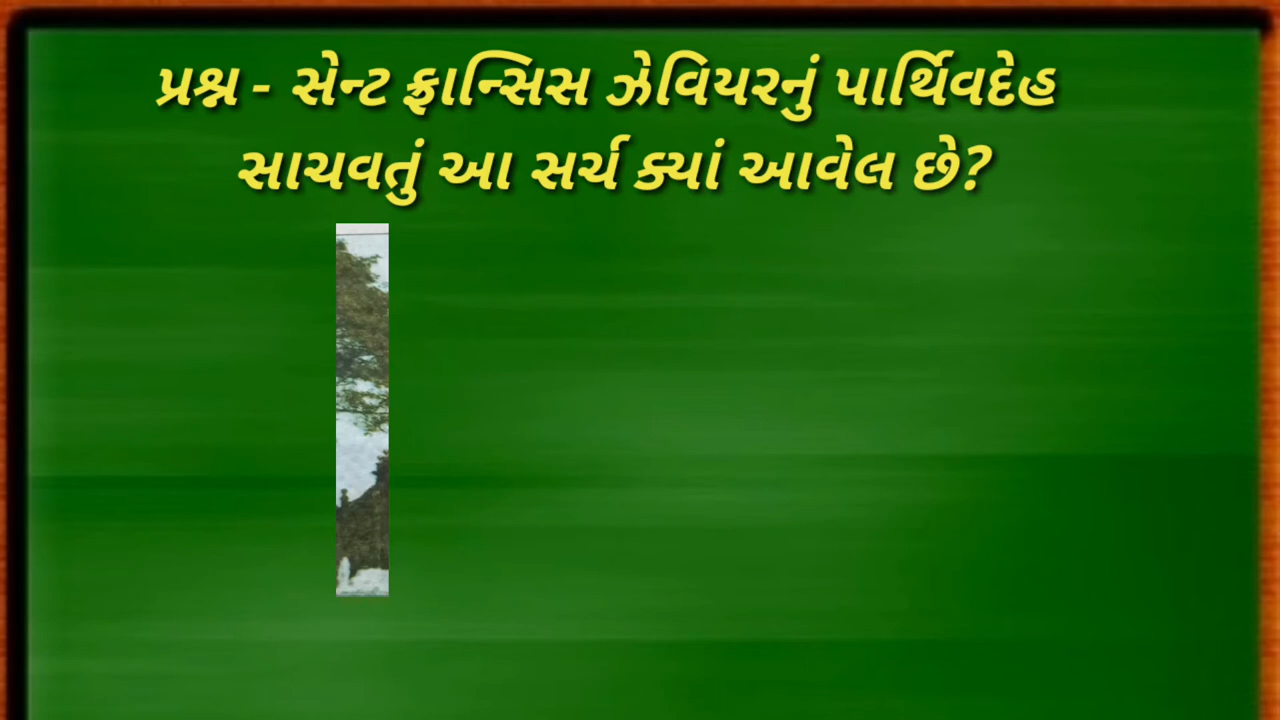 પ્રશ્ન - સેન્ટ ફ્રાન્સિસ ઝેવિયરનું પાર્થિવદેહ
સાચવતું આ સર્ચ ક્યાં આવેલ છે?